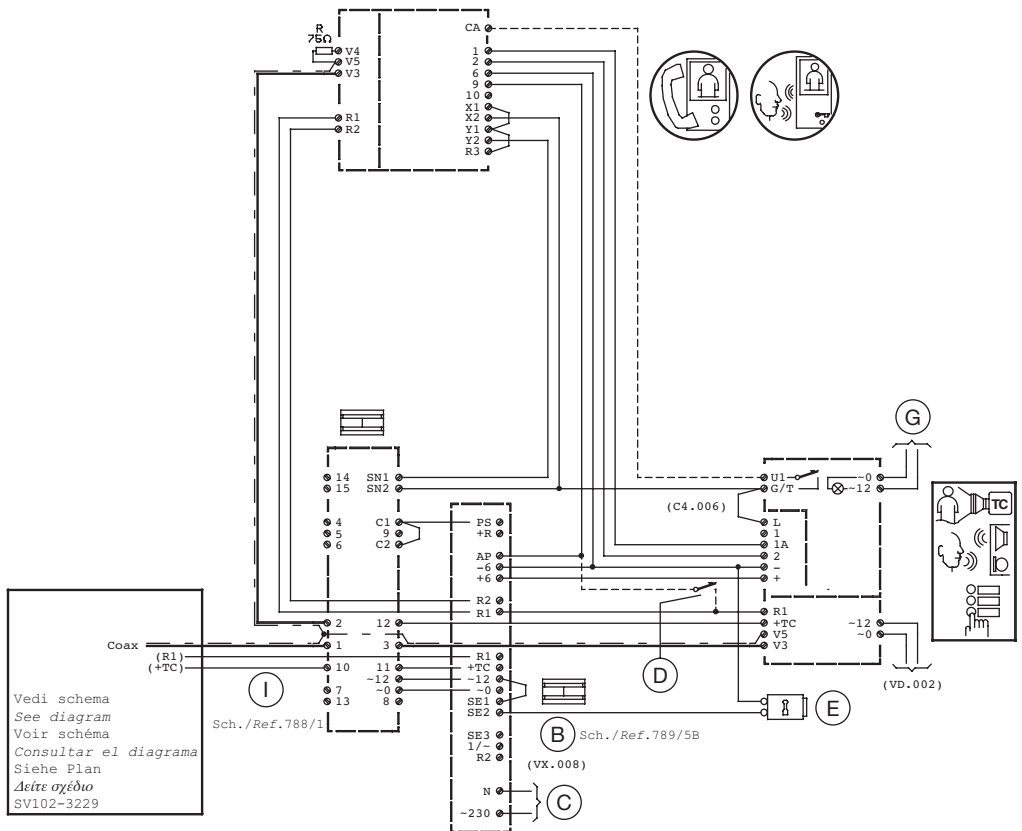 R
75Ω
V4
V5
V3
R1
R2
CA
1
2
6
9
10
X1
X2
Y1
Y2
R3
14
15
4
5
6
2
1
10
7
13
SN1
SN2
C1
9
C2
12
3
11
~12
~0
8
PS
+R
AP
-6
+6
R2
R1
R1
+TC
~12
~0
SE1
SE2
SE3
1/~
R2
N
~230
(C4.006)
U1
G/T
~0
~12
L
1
1A
2
-
+
R1
+TC
V5
V3
~12
~0
G
TC
(VD.002)
D
E
B
Sch./Ref.789/5B
(VX.008)
C
I
Sch./Ref.788/1
Coax
(R1)
(+TC)
Vedi schema
See diagram
Voir schéma
Consultar el diagrama
Siehe Plan
Δείτε σχέδιο
SV102-3229